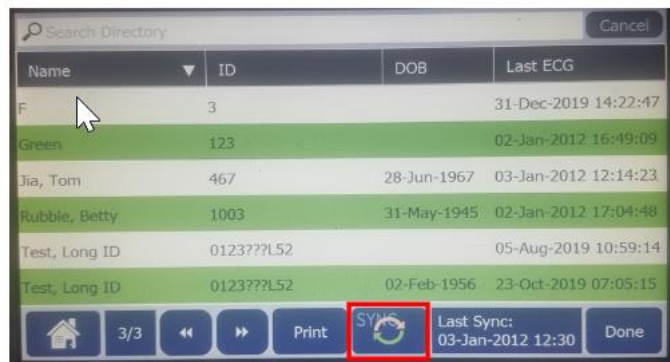 Search Directory Cancel
Name ID DOB Last ECG
F 3 31-Dec-2019 14:22:47
Green 123 02-Jan-2012 16:49:09
Jia, Tom 467 28-Jun-1967 03-Jan-2012 12:14:23
Rubble, Betty 1003 31-May-1945 02-Jan-2012 17:04:48
Test, Long ID 0123???L52 05-Aug-2019 10:59:14
Test, Long ID 0123???L52 02-Feb-1956 23-Oct-2019 07:05:15
3/3 Print SYNC Last Sync: Done
03-Jan-2012 12:30